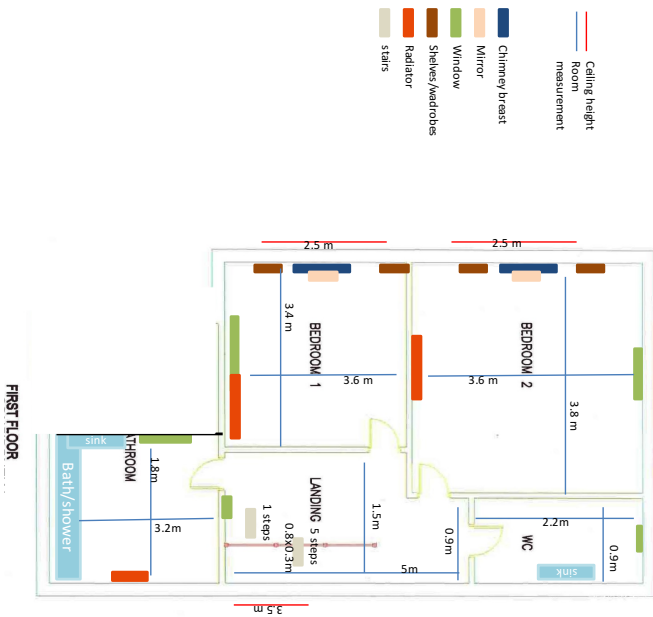 Ceiling height
Room
measurement
Chimney breast
Mirror
Window
Shelves/wadrobes
Radiator
stairs
2.5 m
2.5 m
3.4 m
BEDROOM 1
3.6 m
BEDROOM 2
3.6 m
3.8 m
FIRST FLOOR
sink
ATHROOM
1.8m
Bath/shower
3.2m
LANDING
5 steps
1 steps
0.8x0.3m
1.5m
0.9m
5m
2.2m
WC
0.9m
sink
3.5 m